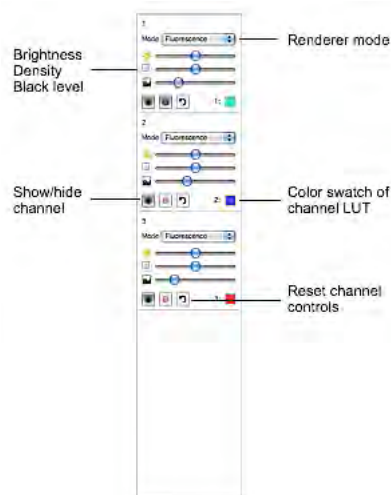 1
Mode Fluorescence
Renderer mode
Brightness
Density
Black level
1:
2
Mode Fluorescence
Show/hide
channel
2:
Color swatch of
channel LUT
3
Mode Fluorescence
Reset channel
controls